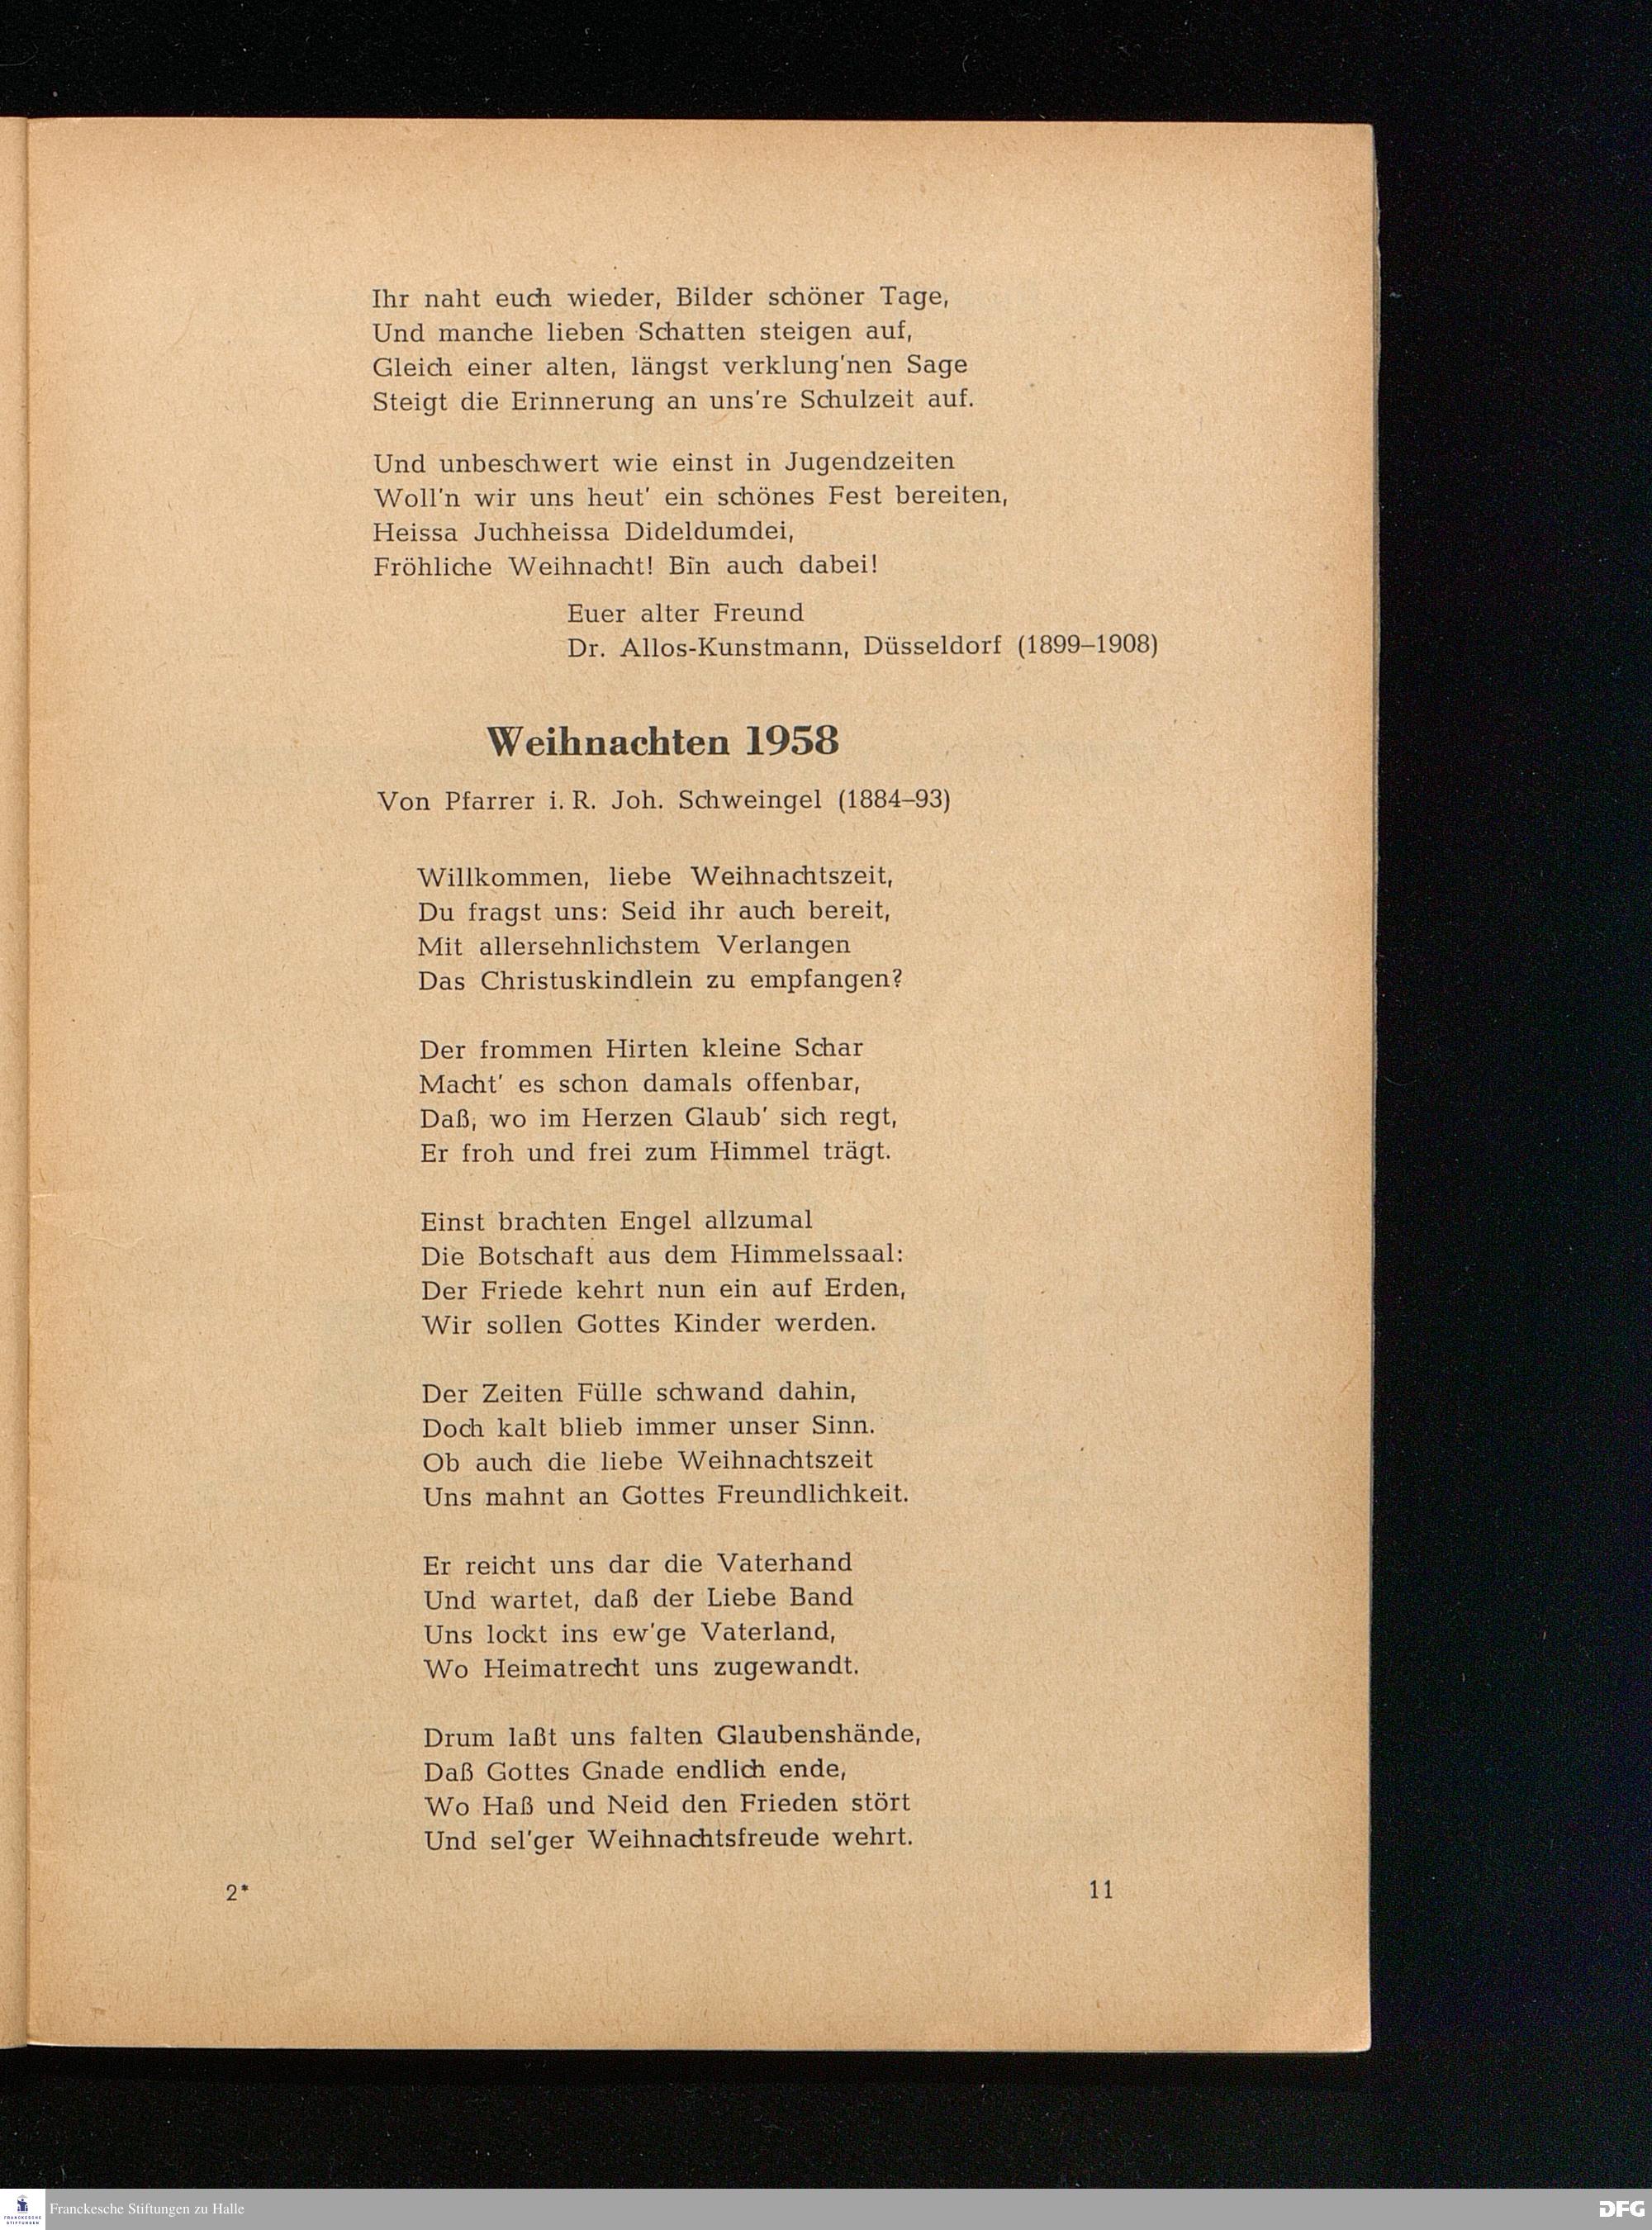 Ihr naht euch wieder, Bilder schöner Tage,
Und manche lieben Schatten steigen auf,
Gleich einer alten, längst verklung'nen Sage
Steigt die Erinnerung an uns're Schulzeit auf.
Und unbeschwert wie einst in Jugendzeiten
Woll'n wir uns heut' ein schönes Fest bereiten,
Heissa Juchheissa Dideldumdei,
Fröhliche Weihnacht! Bin auch dabei!
Euer alter Freund
Dr. Allos-Kunstmann, Düsseldorf (1899–1908)
Weihnachten 1958
Von Pfarrer i. R. Joh. Schweingel (1884–93)
Willkommen, liebe Weihnachtszeit,
Du fragst uns: Seid ihr auch bereit,
Mit allersehnlichstem Verlangen
Das Christuskindlein zu empfangen?
Der frommen Hirten kleine Schar
Macht' es schon damals offenbar,
Daß, wo im Herzen Glaub' sich regt,
Er froh und frei zum Himmel trägt.
Einst brachten Engel allzumal
Die Botschaft aus dem Himmelssaal:
Der Friede kehrt nun ein auf Erden,
Wir sollen Gottes Kinder werden.
Der Zeiten Fülle schwand dahin,
Doch kalt blieb immer unser Sinn.
Ob auch die liebe Weihnachtszeit
Uns mahnt an Gottes Freundlichkeit.
Er reicht uns dar die Vaterhand
Und wartet, daß der Liebe Band
Uns lockt ins ew'ge Vaterland,
Wo Heimatrecht uns zugewandt.
Drum laßt uns falten Glaubenshände,
Daß Gottes Gnade endlich ende,
Wo Haß und Neid den Frieden stört
Und sel'ger Weihnachtsfreude wehrt.
2* 11
FRANCKESCHE STIFTUNGEN
Franckesche Stiftungen zu Halle
DFG